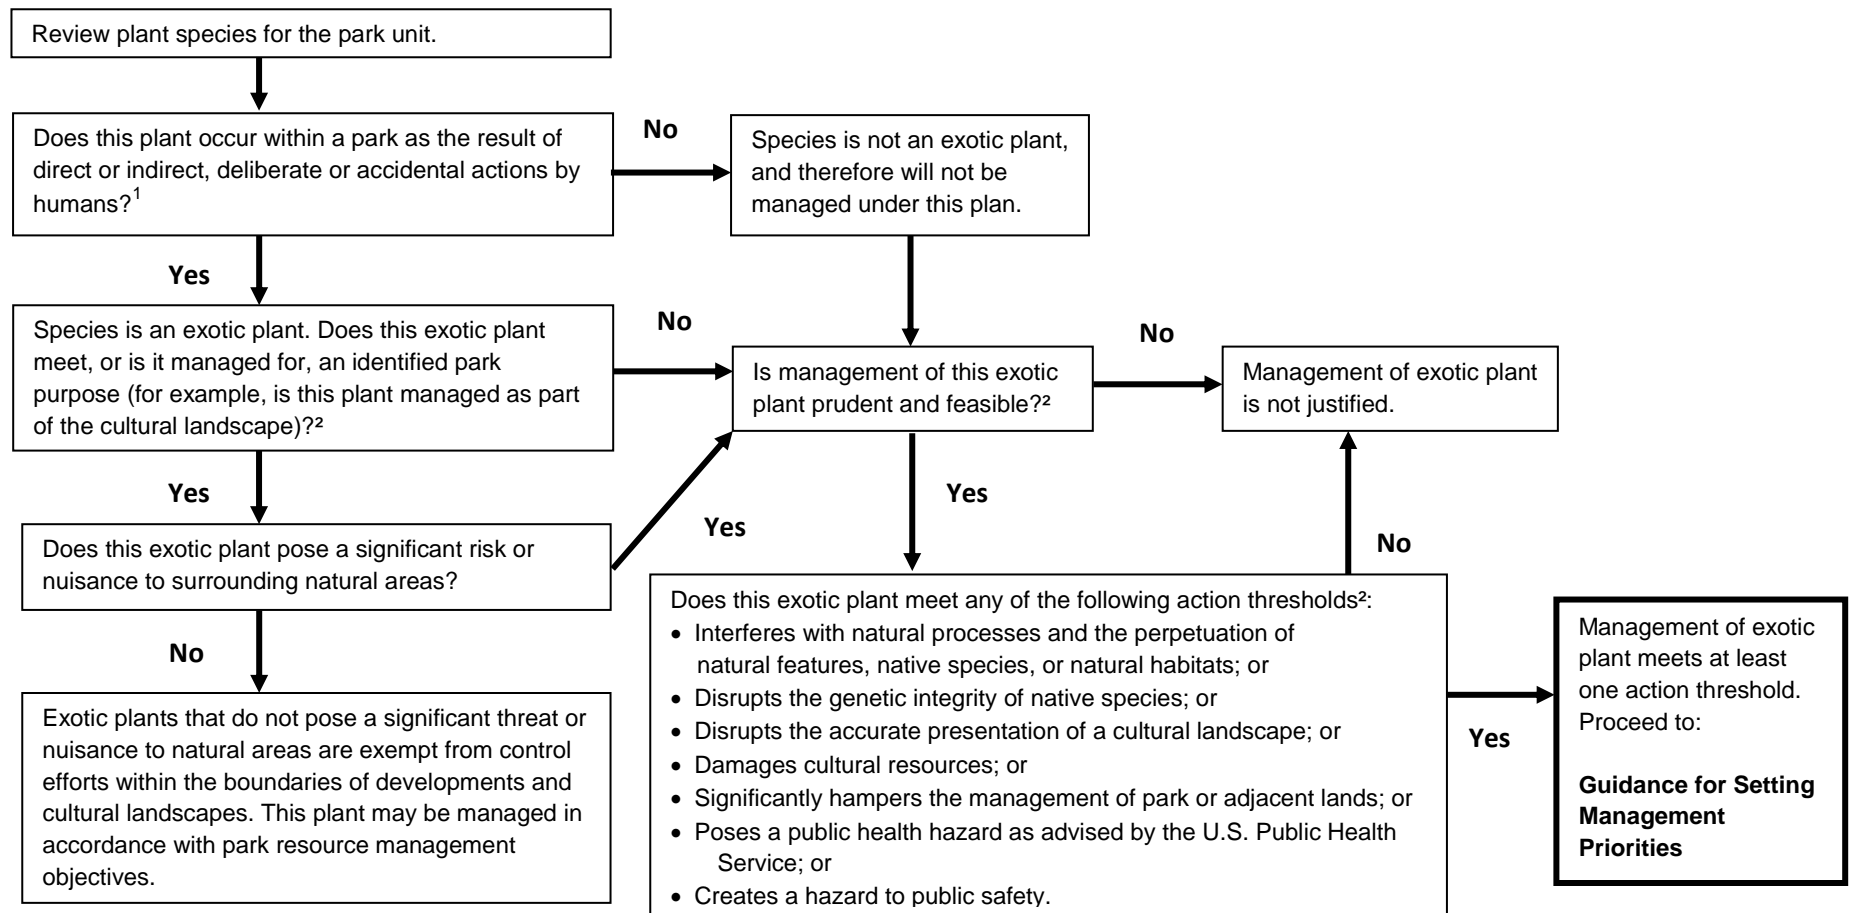 Review plant species for the park unit.
Does this plant occur within a park as the result of
direct or indirect, deliberate or accidental actions by
humans?¹
No
Species is not an exotic plant,
and therefore will not be
managed under this plan.
Yes
Species is an exotic plant. Does this exotic plant
meet, or is it managed for, an identified park
purpose (for example, is this plant managed as part
of the cultural landscape)?²
No
Is management of this exotic
plant prudent and feasible?²
No
Management of exotic plant
is not justified.
Yes
Does this exotic plant pose a significant risk or
nuisance to surrounding natural areas?
Yes
Yes
No
No
Exotic plants that do not pose a significant threat or
nuisance to natural areas are exempt from control
efforts within the boundaries of developments and
cultural landscapes. This plant may be managed in
accordance with park resource management
objectives.
Does this exotic plant meet any of the following action thresholds²:
• Interferes with natural processes and the perpetuation of
natural features, native species, or natural habitats; or
• Disrupts the genetic integrity of native species; or
• Disrupts the accurate presentation of a cultural landscape; or
• Damages cultural resources; or
• Significantly hampers the management of park or adjacent lands; or
• Poses a public health hazard as advised by the U.S. Public Health
Service; or
• Creates a hazard to public safety.
Yes
Management of exotic
plant meets at least
one action threshold.
Proceed to:
Guidance for Setting
Management
Priorities